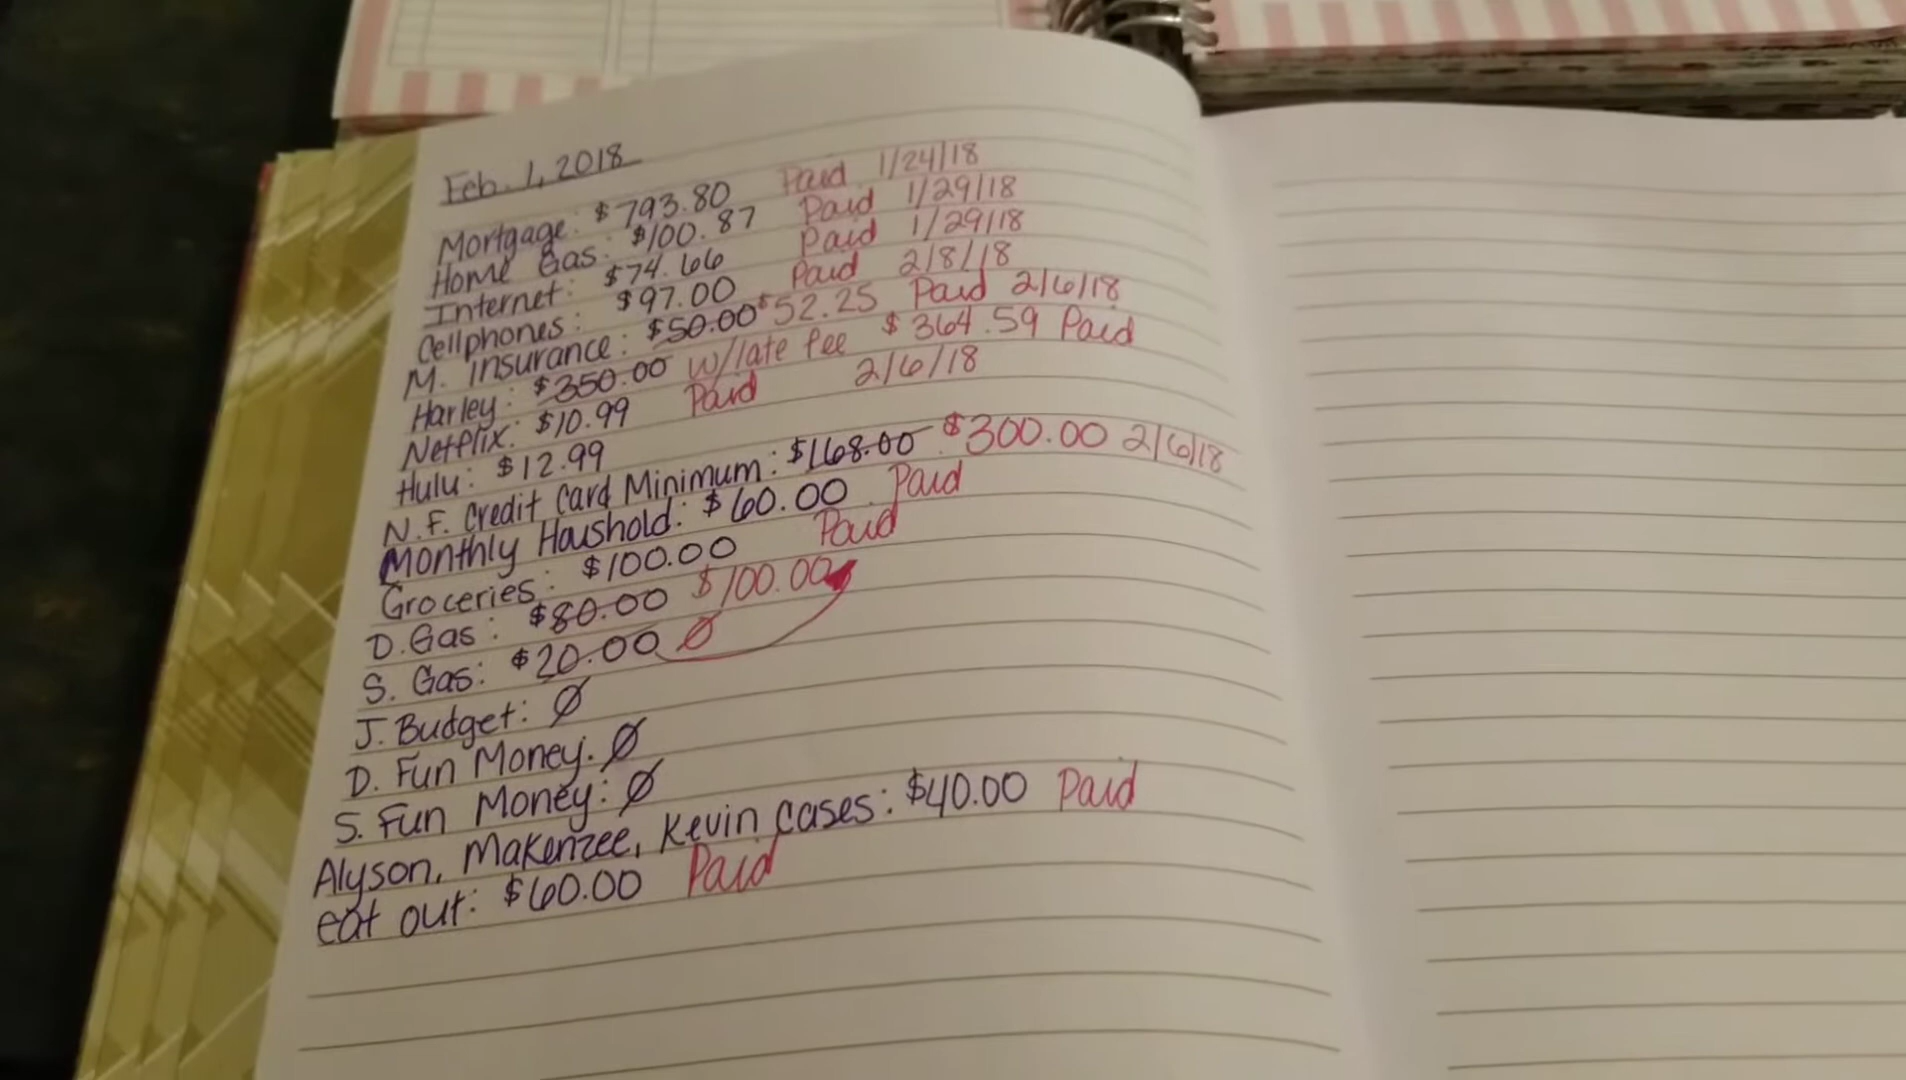 Feb. 1, 2018
Mortgage: $793.80 Paid 1/24/18
Home Gas: $100.87 Paid 1/29/18
Internet: $74.66 Paid 1/29/18
Cellphones: $97.00 Paid 2/8/18
M. Insurance: $50.00 $52.25 Paid 2/6/18
Harley: $350.00 w/late fee $364.59 Paid
Netflix: $10.99 Paid 2/6/18
Hulu: $12.99
N.F. Credit Card Minimum: $168.00 $300.00 2/6/18
Monthly Haushold: $60.00 Paid
Groceries: $100.00 Paid
D. Gas: $80.00 $100.00
S. Gas: $20.00 Ø
J. Budget: Ø
D. Fun Money: Ø
S. Fun Money: Ø
Alyson, Makenzee, Kevin cases: $40.00 Paid
eat out: $60.00 Paid